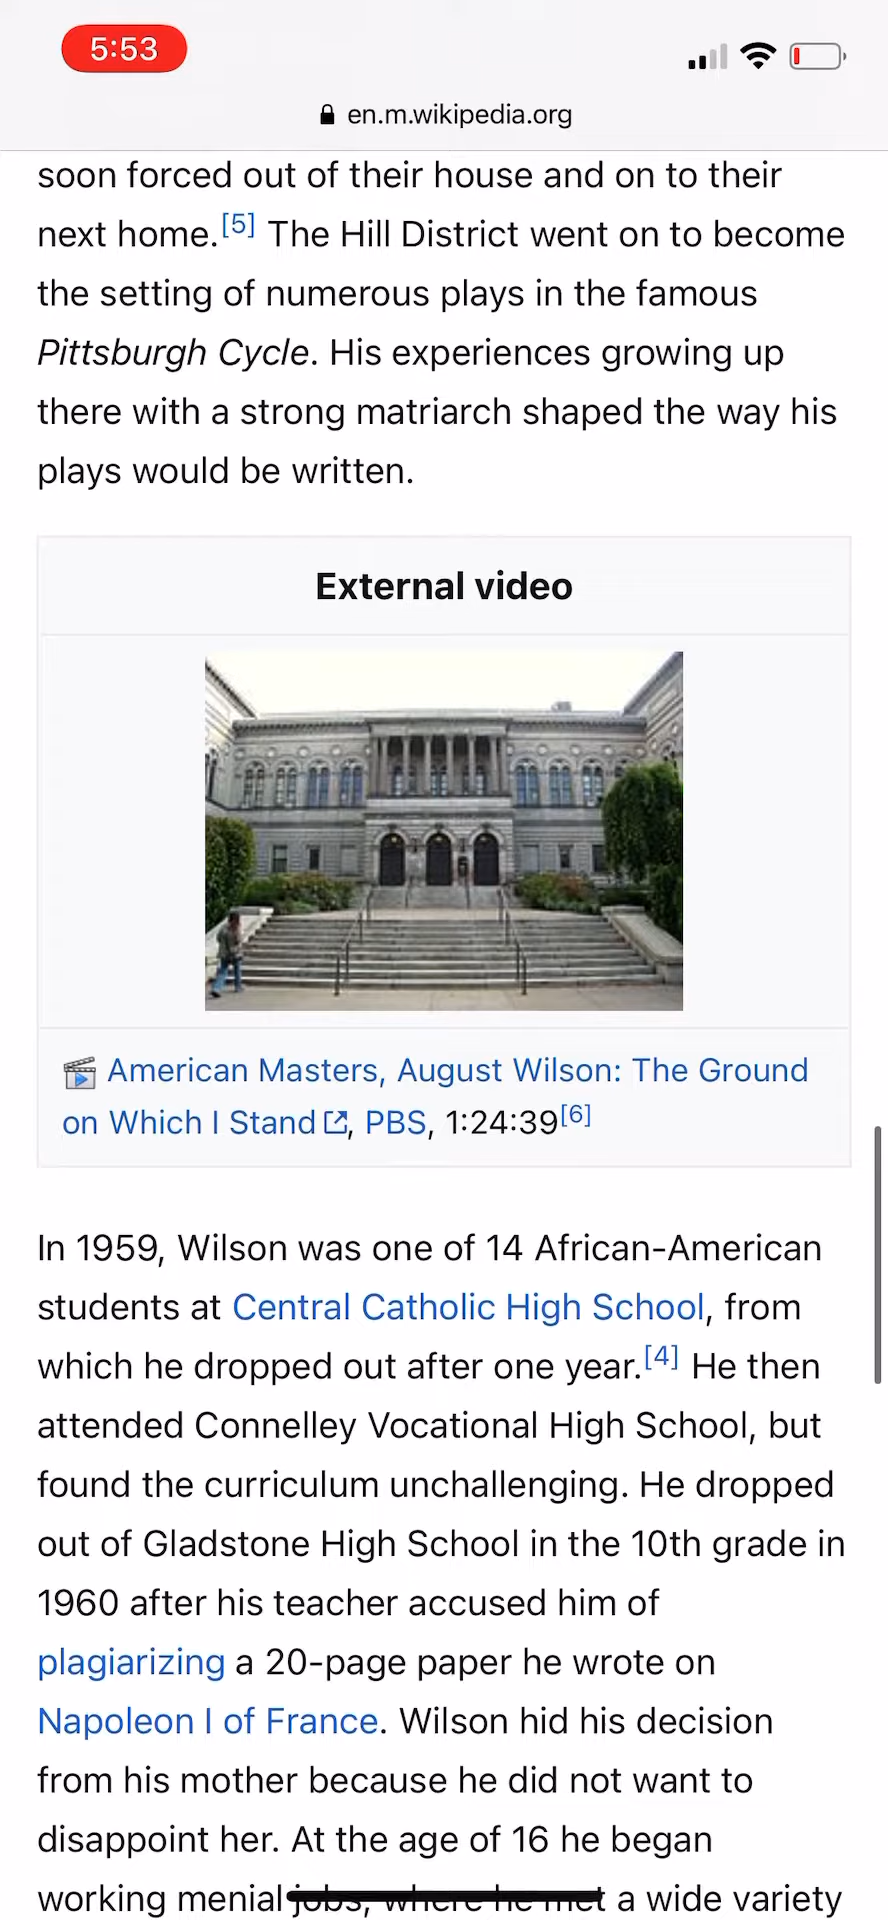 5:53
en.m.wikipedia.org
soon forced out of their house and on to their
next home.[5] The Hill District went on to become
the setting of numerous plays in the famous
Pittsburgh Cycle. His experiences growing up
there with a strong matriarch shaped the way his
plays would be written.
External video
American Masters, August Wilson: The Ground
on Which I Stand, PBS, 1:24:39[6]
In 1959, Wilson was one of 14 African-American
students at Central Catholic High School, from
which he dropped out after one year.[4] He then
attended Connelley Vocational High School, but
found the curriculum unchallenging. He dropped
out of Gladstone High School in the 10th grade in
1960 after his teacher accused him of
plagiarizing a 20-page paper he wrote on
Napoleon I of France. Wilson hid his decision
from his mother because he did not want to
disappoint her. At the age of 16 he began
working menial jobs, where he met a wide variety